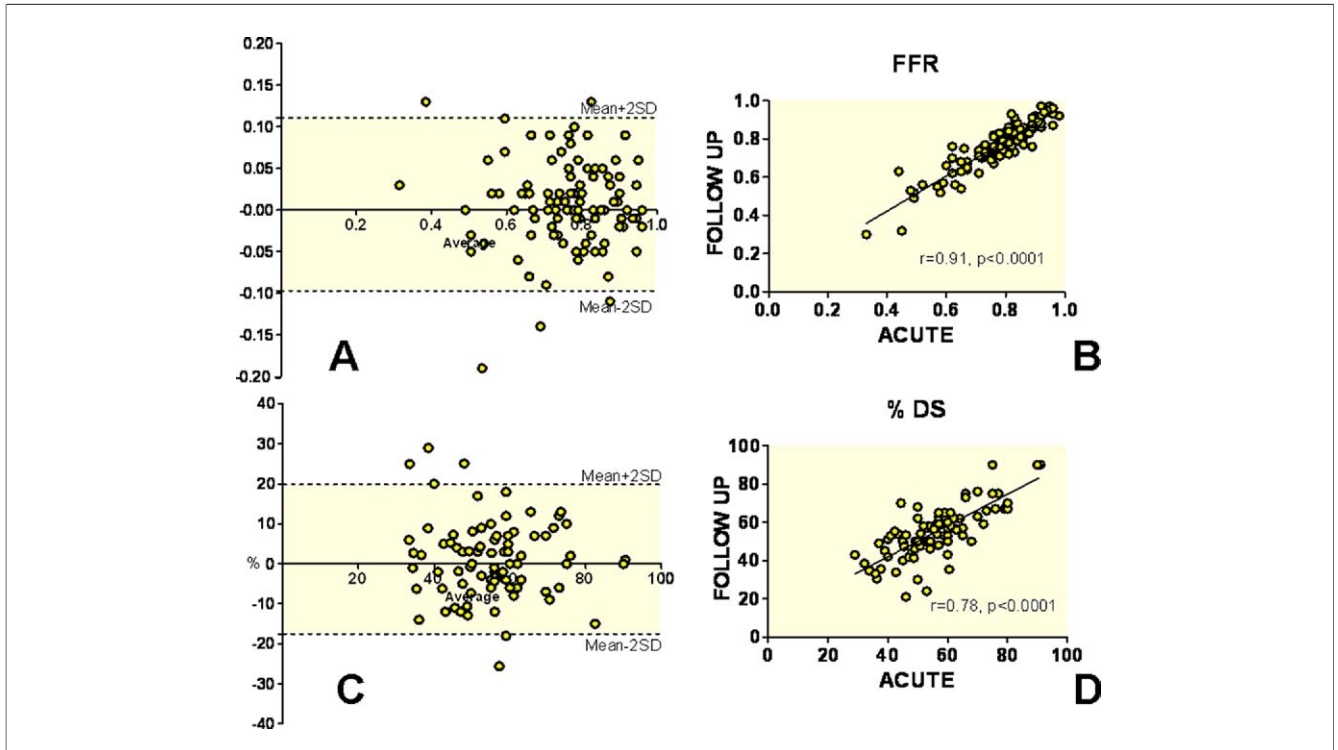 0.20
0.15
Mean+2SD
0.10
0.05
-0.00
0.2 0.4 0.6 0.8 1.0
Average
-0.05
-0.10
Mean-2SD
-0.15
-0.20
A
FFR
1.0
0.8
0.6
0.4
0.2
0.0
FOLLOW UP
r=0.91, p<0.0001
0.0 0.2 0.4 0.6 0.8 1.0
ACUTE
B
40
30
Mean+2SD
20
10
% 0
20 40 60 80 100
Average
-10
-20
Mean-2SD
-30
-40
C
% DS
100
80
60
40
20
0
FOLLOW UP
r=0.78, p<0.0001
0 20 40 60 80 100
ACUTE
D